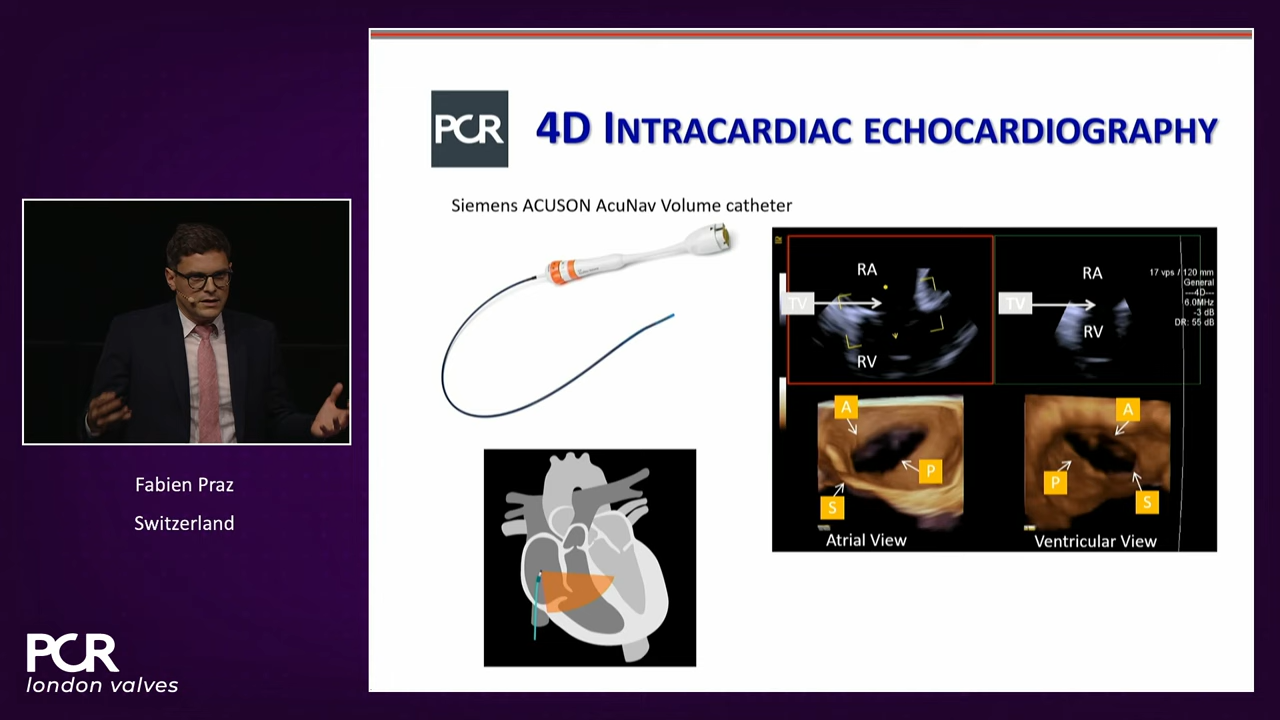 PCR
4D INTRACARDIAC ECHOCARDIOGRAPHY
Siemens ACUSON AcuNav Volume catheter
RA
TV
RV
RA
TV
RV
17 vps / 120 mm
General
---4D---
6.0MHz
-3 dB
DR: 55 dB
A
P
S
A
P
S
Atrial View
Ventricular View
Fabien Praz
Switzerland
PCR
london valves